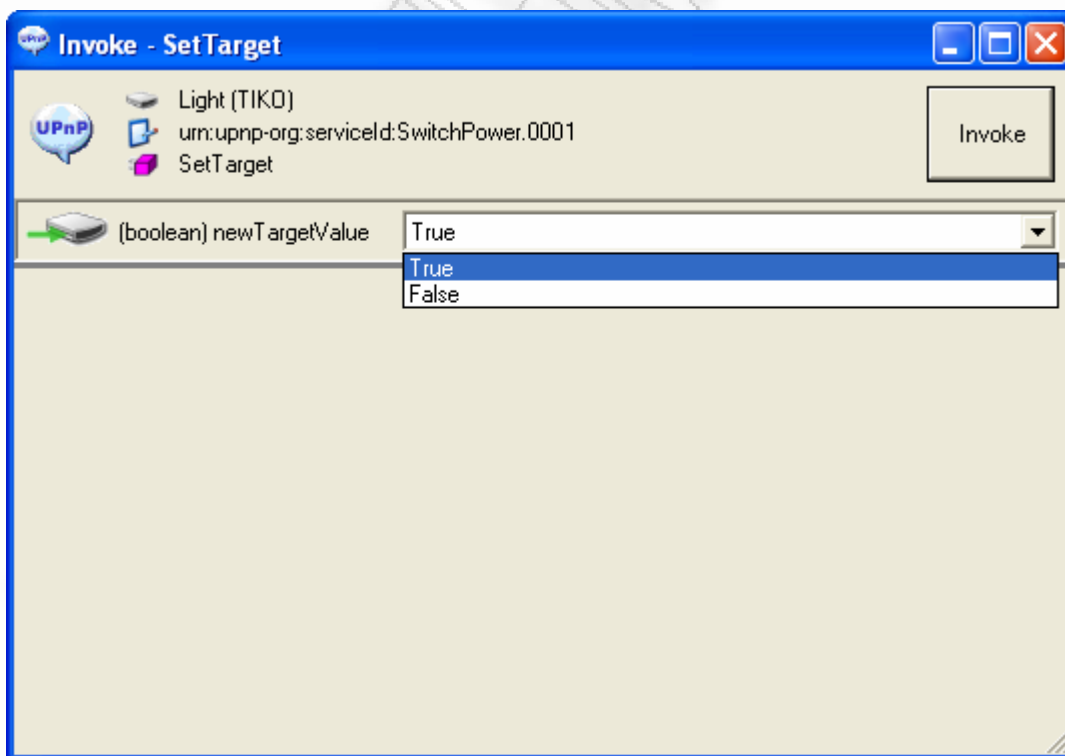 Invoke - SetTarget
UPnP
Light (TIKO)
urn:upnp-org:serviceId:SwitchPower.0001
SetTarget
Invoke
(boolean) newTargetValue
True
True
False